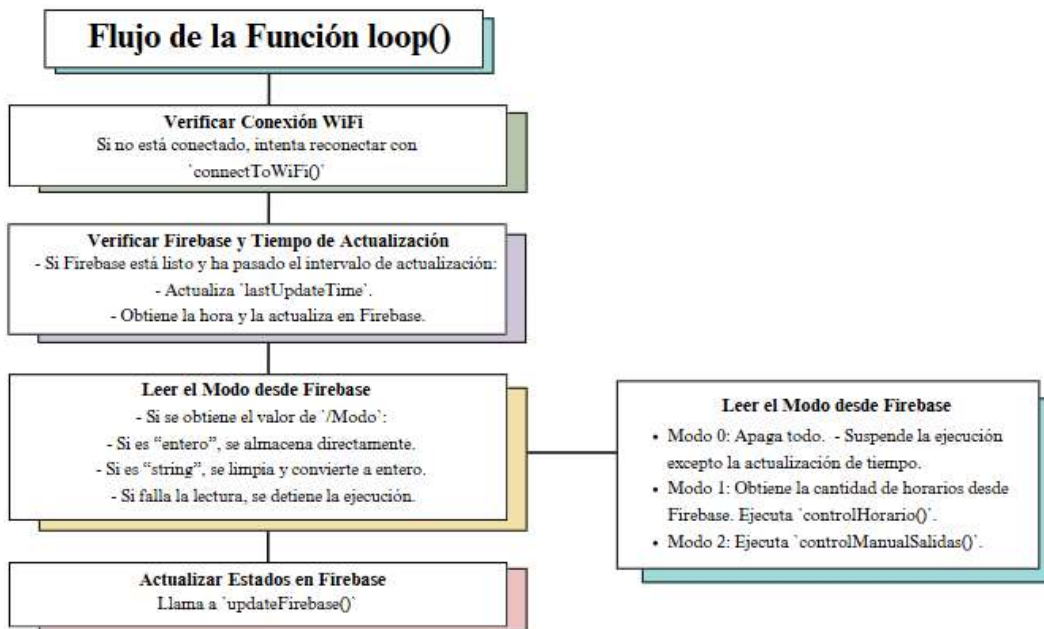 Flujo de la Función loop()
Verificar Conexión WiFi
Si no está conectado, intenta reconectar con
`connectToWiFi()`
Verificar Firebase y Tiempo de Actualización
- Si Firebase está listo y ha pasado el intervalo de actualización:
- Actualiza `lastUpdateTime`.
- Obtiene la hora y la actualiza en Firebase.
Leer el Modo desde Firebase
- Si se obtiene el valor de `/Modo`:
- Si es “entero”, se almacena directamente.
- Si es “string”, se limpia y convierte a entero.
- Si falla la lectura, se detiene la ejecución.
Leer el Modo desde Firebase
• Modo 0: Apaga todo. - Suspende la ejecución
excepto la actualización de tiempo.
• Modo 1: Obtiene la cantidad de horarios desde
Firebase. Ejecuta `controlHorario()`.
• Modo 2: Ejecuta `controlManualSalidas()`.
Actualizar Estados en Firebase
Llama a `updateFirebase()`